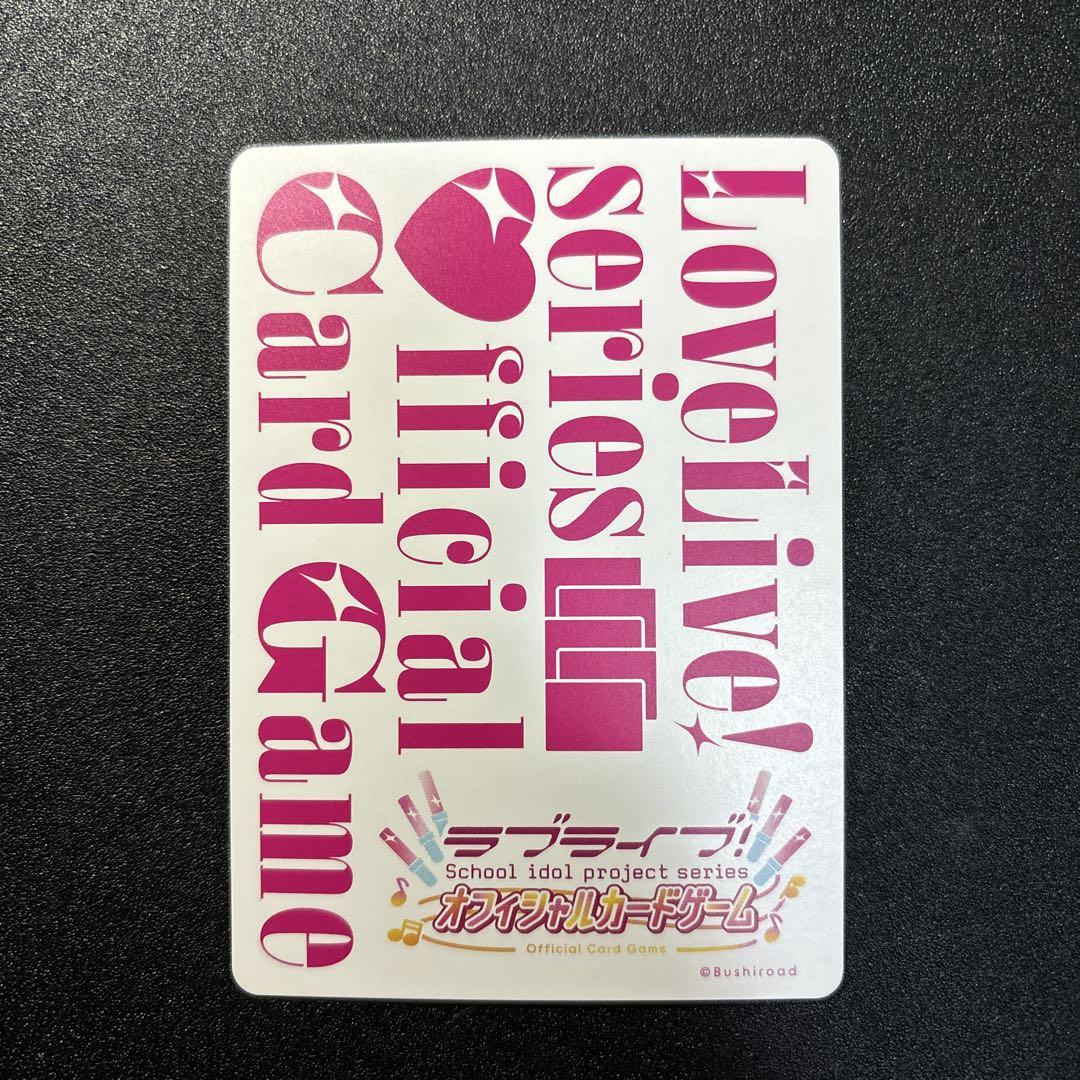 LoveLive!
series
♥fficial
Card Game
ラブライブ!
School idol project series
オフィシャルカードゲーム
Official Card Game
©Bushiroad